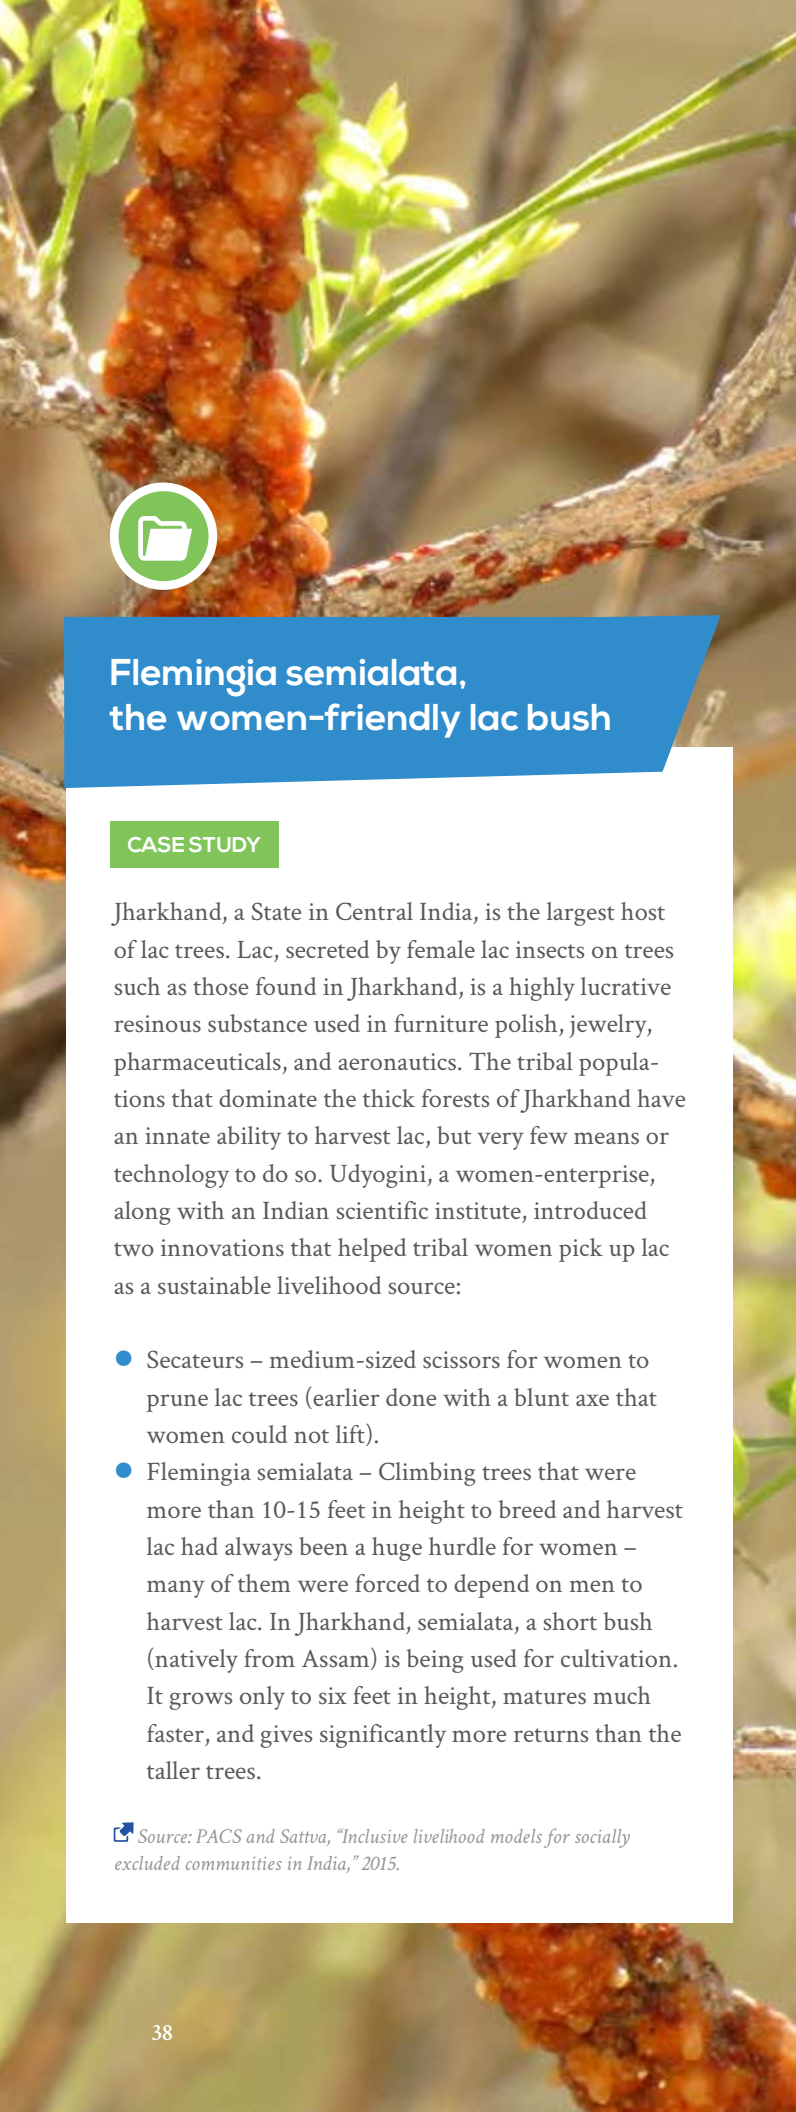 Flemingia semialata,
the women-friendly lac bush
CASE STUDY
Jharkhand, a State in Central India, is the largest host
of lac trees. Lac, secreted by female lac insects on trees
such as those found in Jharkhand, is a highly lucrative
resinous substance used in furniture polish, jewelry,
pharmaceuticals, and aeronautics. The tribal popula-
tions that dominate the thick forests of Jharkhand have
an innate ability to harvest lac, but very few means or
technology to do so. Udyogini, a women-enterprise,
along with an Indian scientific institute, introduced
two innovations that helped tribal women pick up lac
as a sustainable livelihood source:
● Secateurs – medium-sized scissors for women to
prune lac trees (earlier done with a blunt axe that
women could not lift).
● Flemingia semialata – Climbing trees that were
more than 10-15 feet in height to breed and harvest
lac had always been a huge hurdle for women –
many of them were forced to depend on men to
harvest lac. In Jharkhand, semialata, a short bush
(natively from Assam) is being used for cultivation.
It grows only to six feet in height, matures much
faster, and gives significantly more returns than the
taller trees.
Source: PACS and Sattva, “Inclusive livelihood models for socially
excluded communities in India,” 2015.
38